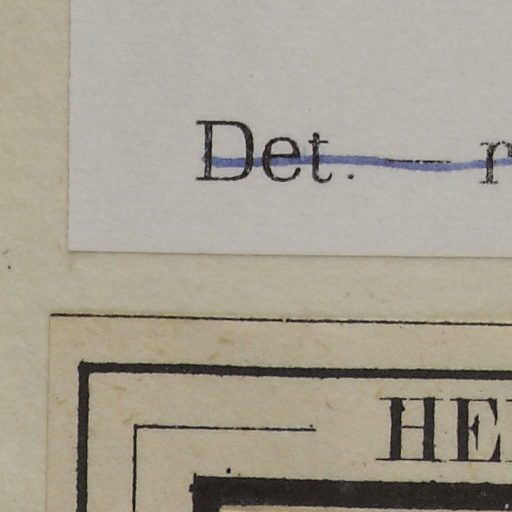 Det. — r
HE